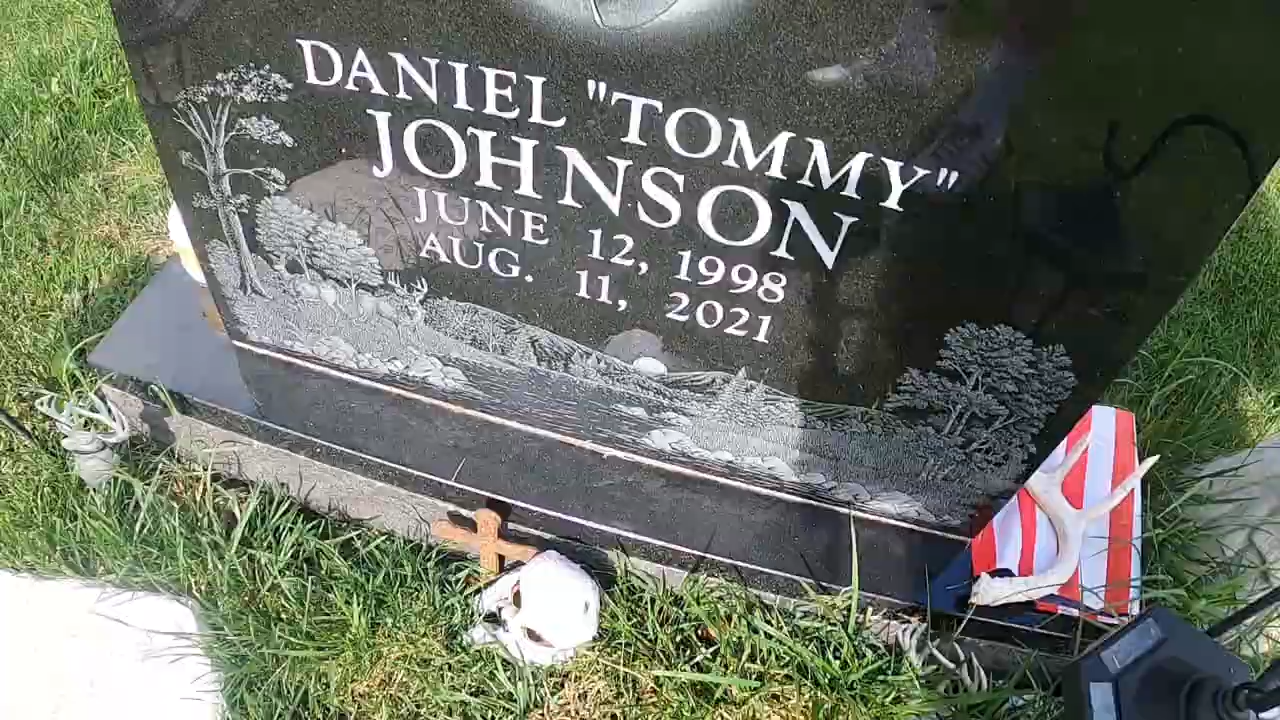 DANIEL "TOMMY"
JOHNSON
JUNE 12, 1998
AUG. 11, 2021